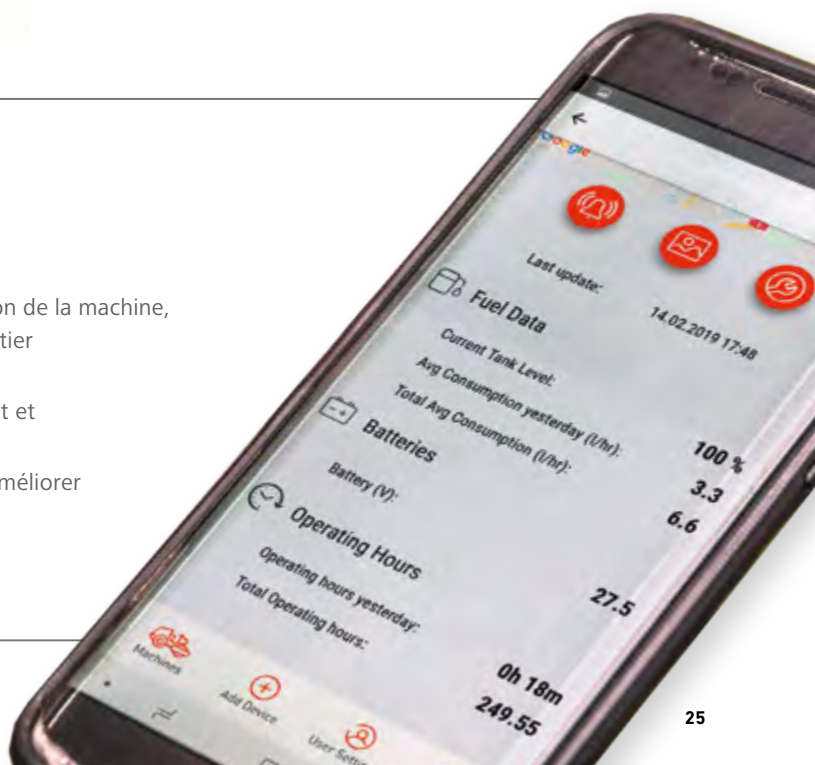 on de la machine,
tier
t et
méliorer
Google
Last update: 14.02.2019 17:48
Fuel Data
Current Tank Level: 100 %
Avg Consumption yesterday (l/hr): 3.3
Total Avg Consumption (l/hr): 6.6
Batteries
Battery (V): 27.5
Operating Hours
Operating hours yesterday: 0h 18m
Total Operating hours: 249.55
Machines
Add Device
User
25